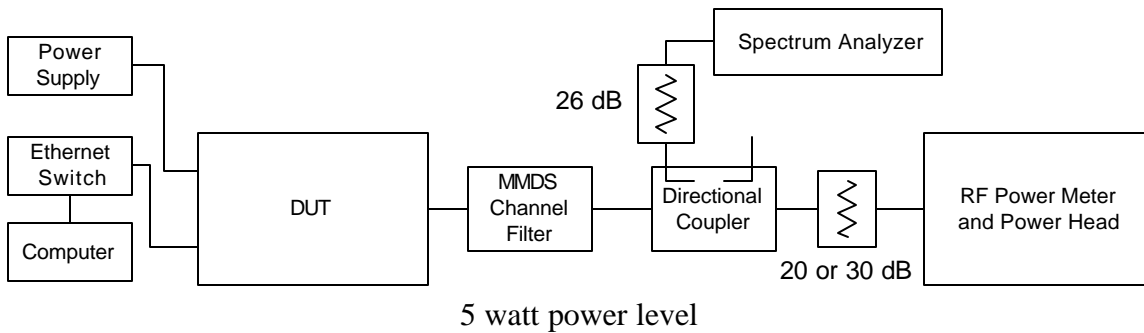 Power
Supply
Ethernet
Switch
Computer
DUT
MMDS
Channel
Filter
26 dB
Spectrum Analyzer
Directional
Coupler
20 or 30 dB
RF Power Meter
and Power Head
5 watt power level